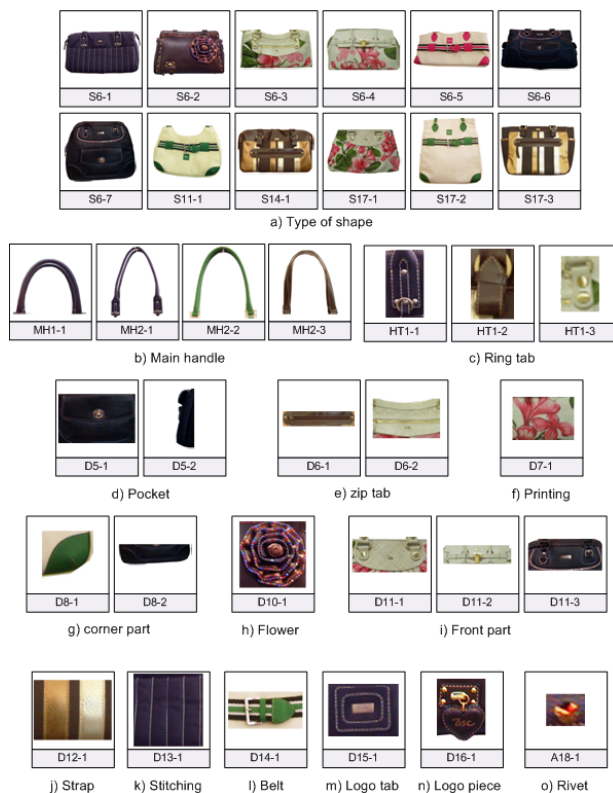 S6-1 S6-2 S6-3 S6-4 S6-5 S6-6
S6-7 S11-1 S14-1 S17-1 S17-2 S17-3
a) Type of shape
MH1-1 MH2-1 MH2-2 MH2-3 HT1-1 HT1-2 HT1-3
b) Main handle c) Ring tab
D5-1 D5-2 D6-1 D6-2 D7-1
d) Pocket e) zip tab f) Printing
D8-1 D8-2 D10-1 D11-1 D11-2 D11-3
g) corner part h) Flower i) Front part
D12-1 D13-1 D14-1 D15-1 D16-1 A18-1
j) Strap k) Stitching l) Belt m) Logo tab n) Logo piece o) Rivet